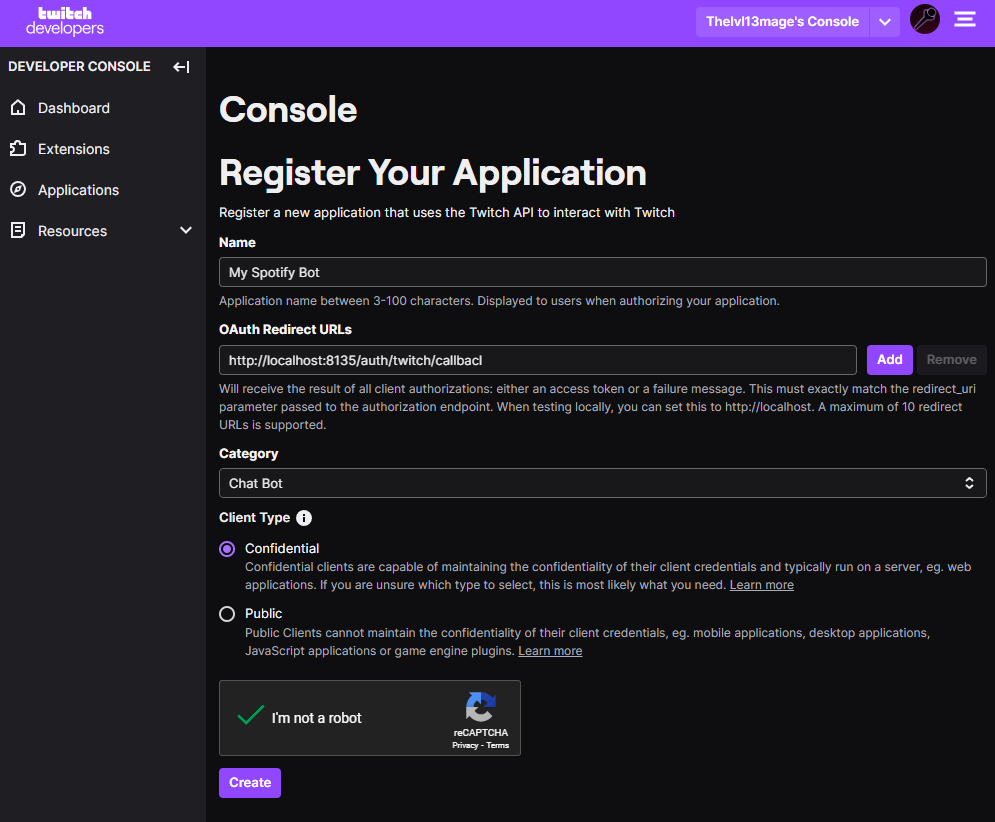 twitch
developers
TheIvl13mage's Console
DEVELOPER CONSOLE
Dashboard
Extensions
Applications
Resources
Console
Register Your Application
Register a new application that uses the Twitch API to interact with Twitch
Name
My Spotify Bot
Application name between 3-100 characters. Displayed to users when authorizing your application.
OAuth Redirect URLs
http://localhost:8135/auth/twitch/callbacl
Add
Remove
Will receive the result of all client authorizations: either an access token or a failure message. This must exactly match the redirect_uri
parameter passed to the authorization endpoint. When testing locally, you can set this to http://localhost. A maximum of 10 redirect
URLs is supported.
Category
Chat Bot
Client Type
Confidential
Confidential clients are capable of maintaining the confidentiality of their client credentials and typically run on a server, eg. web
applications. If you are unsure which type to select, this is most likely what you need. Learn more
Public
Public Clients cannot maintain the confidentiality of their client credentials, eg. mobile applications, desktop applications,
JavaScript applications or game engine plugins. Learn more
I'm not a robot
reCAPTCHA
Privacy - Terms
Create